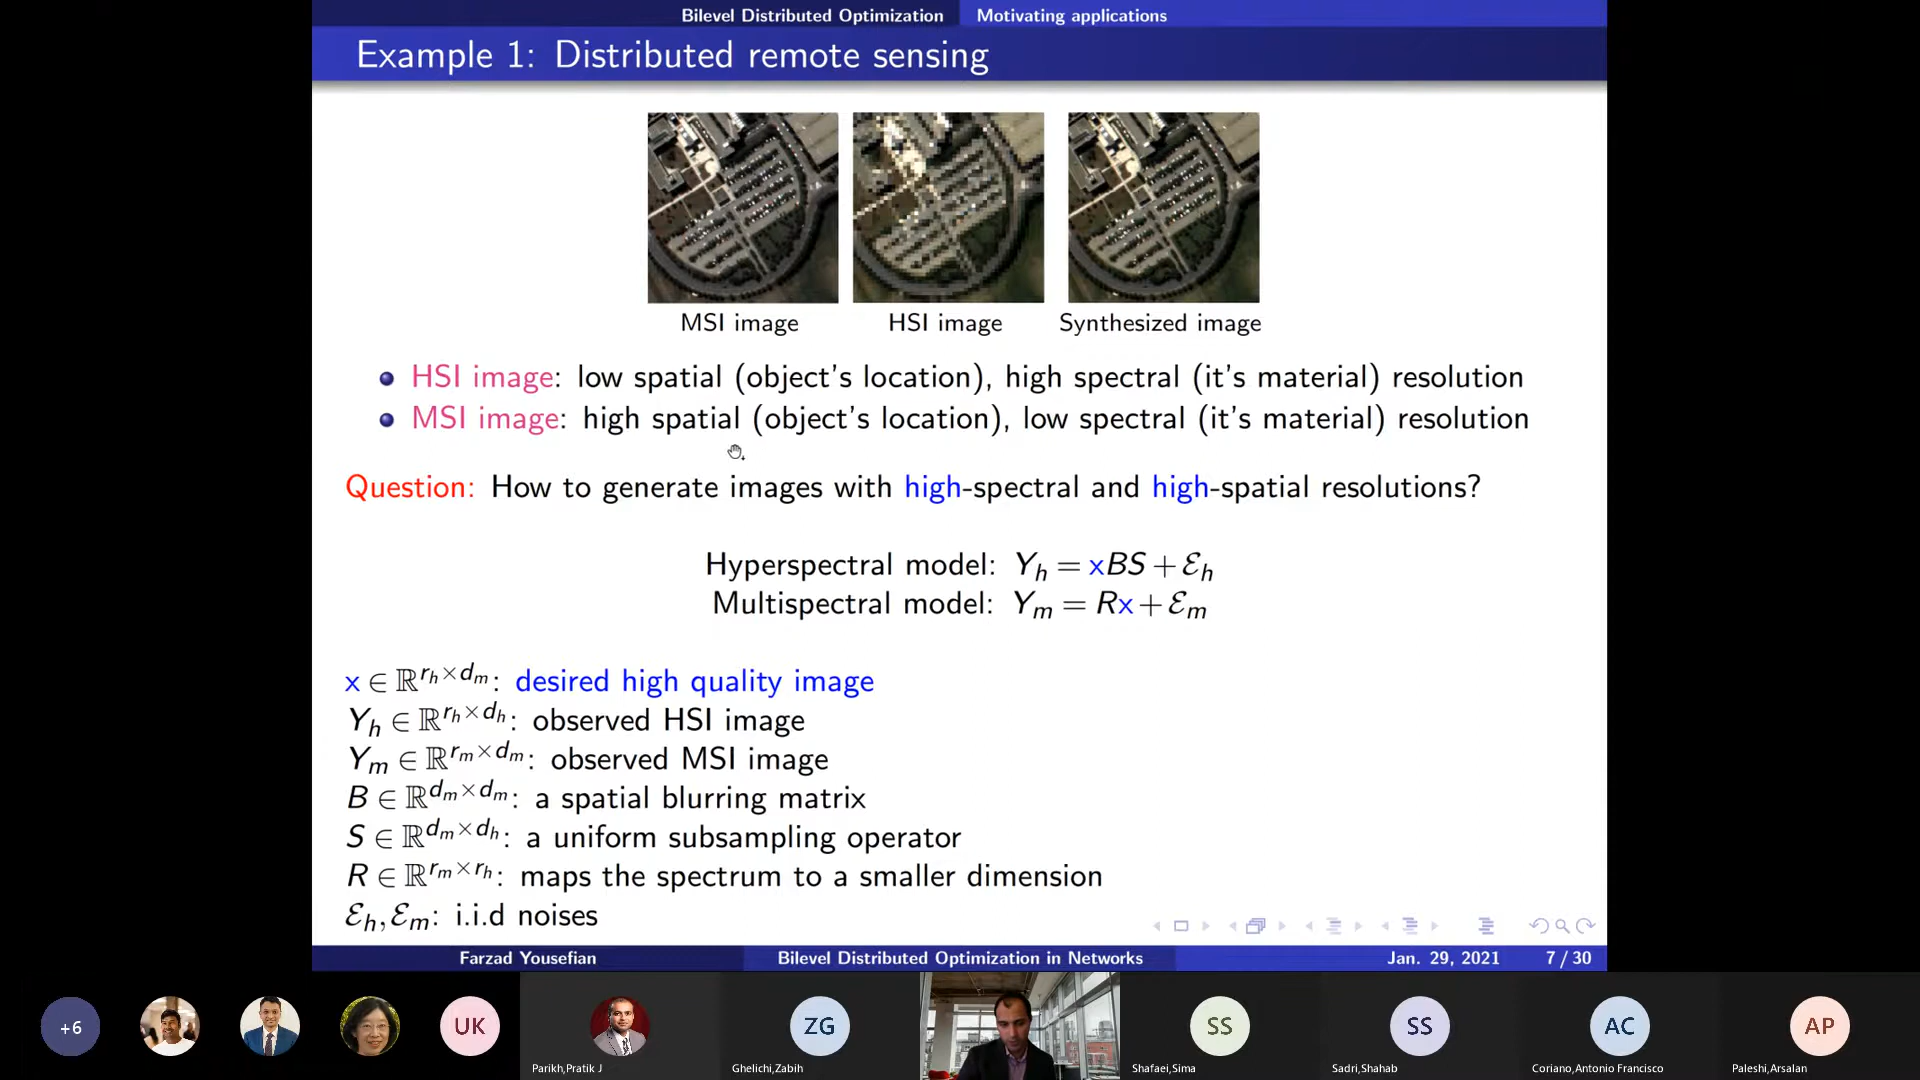 Bilevel Distributed Optimization Motivating applications
Example 1: Distributed remote sensing
MSI image HSI image Synthesized image
HSI image: low spatial (object's location), high spectral (it's material) resolution
MSI image: high spatial (object's location), low spectral (it's material) resolution
Question: How to generate images with high-spectral and high-spatial resolutions?
Hyperspectral model: Y_h = xBS + ℰ_h
Multispectral model: Y_m = Rx + ℰ_m
x ∈ ℝ^{r_h×d_m}: desired high quality image
Y_h ∈ ℝ^{r_h×d_h}: observed HSI image
Y_m ∈ ℝ^{r_m×d_m}: observed MSI image
B ∈ ℝ^{d_m×d_m}: a spatial blurring matrix
S ∈ ℝ^{d_m×d_h}: a uniform subsampling operator
R ∈ ℝ^{r_m×r_h}: maps the spectrum to a smaller dimension
ℰ_h, ℰ_m: i.i.d noises
Farzad Yousefian Bilevel Distributed Optimization in Networks Jan. 29, 2021 7 / 30
+6 UK ZG SS SS AC AP
Parikh,Pratik J Ghelichi,Zabih Shafaei,Sima Sadri,Shahab Coriano,Antonio Francisco Paleshi,Arsalan